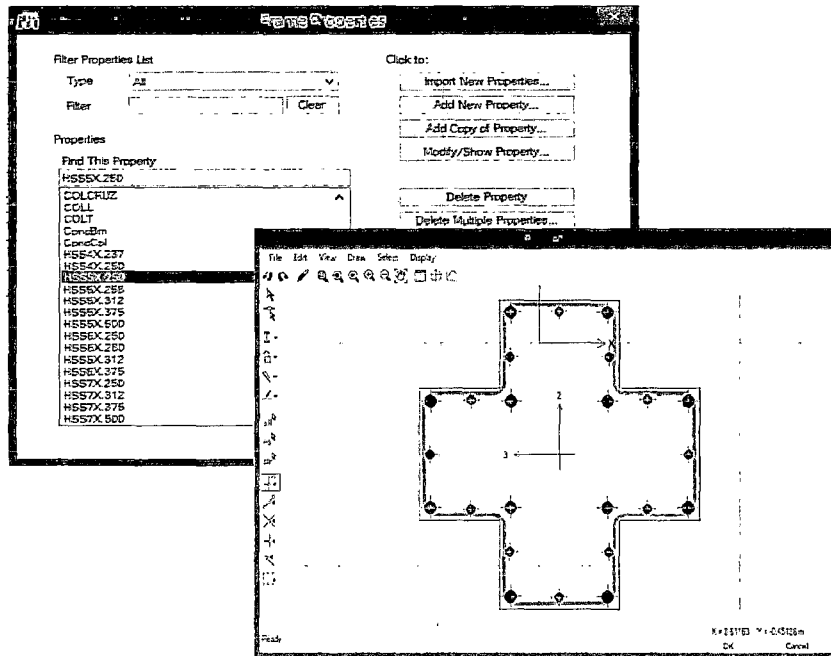 Frame Properties
Filter Properties List
Type
All
Filter
Clear
Properties
Find This Property
HSS5X.250
COLCRUZ
COLL
COLT
ConcBm
ConcCol
HSS4X.237
HSS4X.250
HSS5X.250
HSS5X.258
HSS5X.312
HSS5X.375
HSS5X.500
HSS6X.250
HSS6X.280
HSS6X.312
HSS6X.375
HSS7X.250
HSS7X.312
HSS7X.375
HSS7X.500
Click to:
Import New Properties...
Add New Property...
Add Copy of Property...
Modify/Show Property...
Delete Property
Delete Multiple Properties...
File Edit View Draw Select Display
X
2
3
Ready
OK Cancel